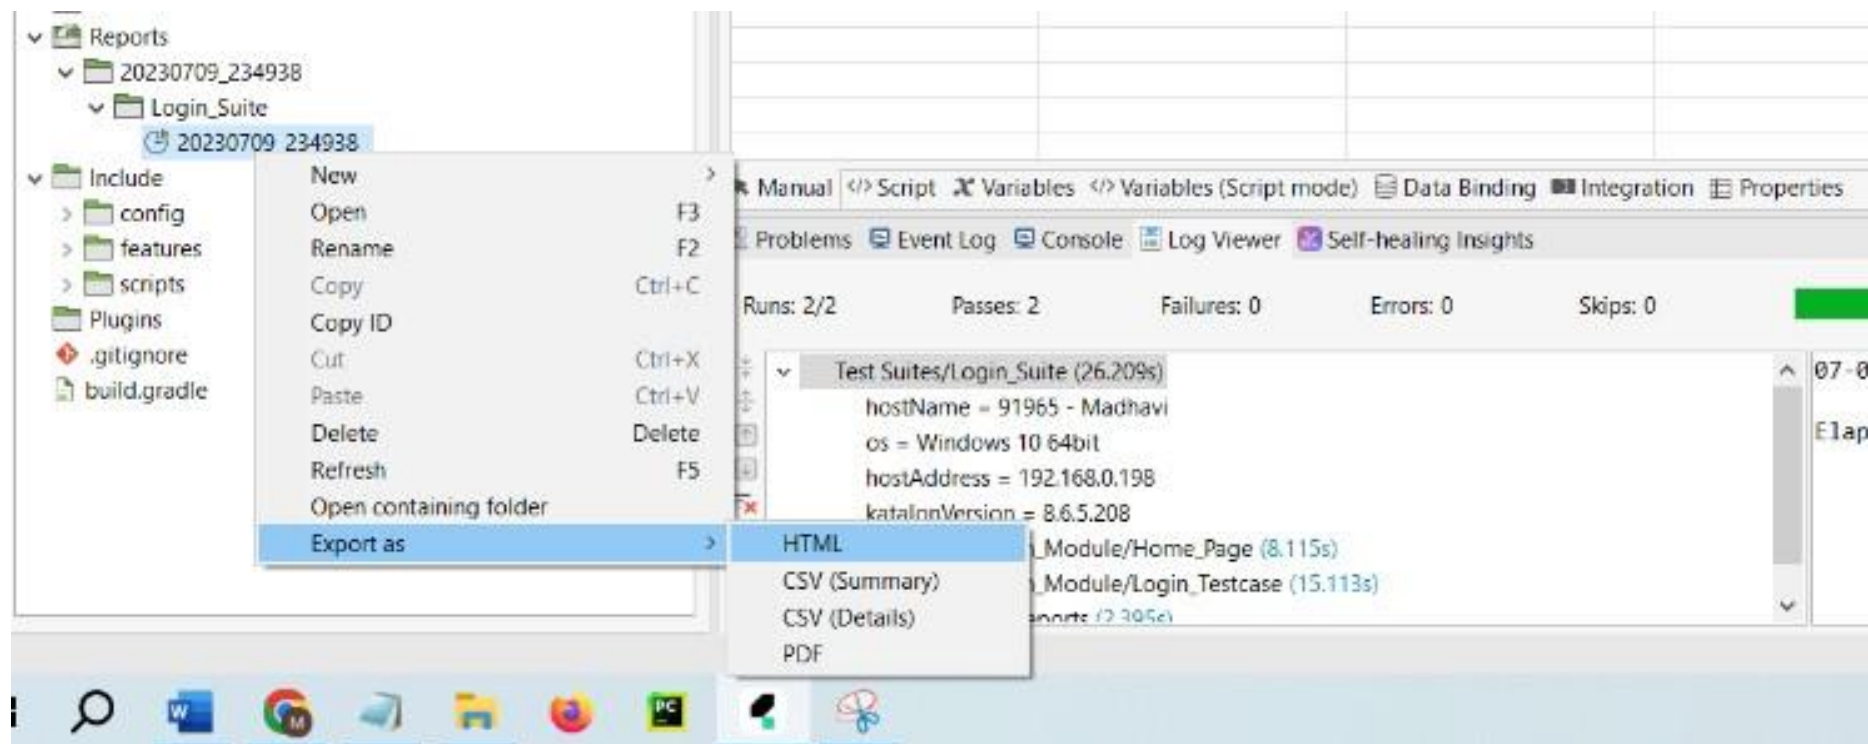 Reports
20230709_234938
Login_Suite
20230709_234938
Include
config
features
scripts
Plugins
.gitignore
build.gradle
New
Open F3
Rename F2
Copy Ctrl+C
Copy ID
Cut Ctrl+X
Paste Ctrl+V
Delete Delete
Refresh F5
Open containing folder
Export as
HTML
CSV (Summary)
CSV (Details)
PDF
Manual </> Script Variables </> Variables (Script mode) Data Binding Integration Properties
Problems Event Log Console Log Viewer Self-healing Insights
Runs: 2/2 Passes: 2 Failures: 0 Errors: 0 Skips: 0
Test Suites/Login_Suite (26.209s)
hostName = 91965 - Madhavi
os = Windows 10 64bit
hostAddress = 192.168.0.198
katalonVersion = 8.6.5.208
_Module/Home_Page (8.115s)
_Module/Login_Testcase (15.113s)
ports (2.395s)
07-0
Elap
W
M
PC